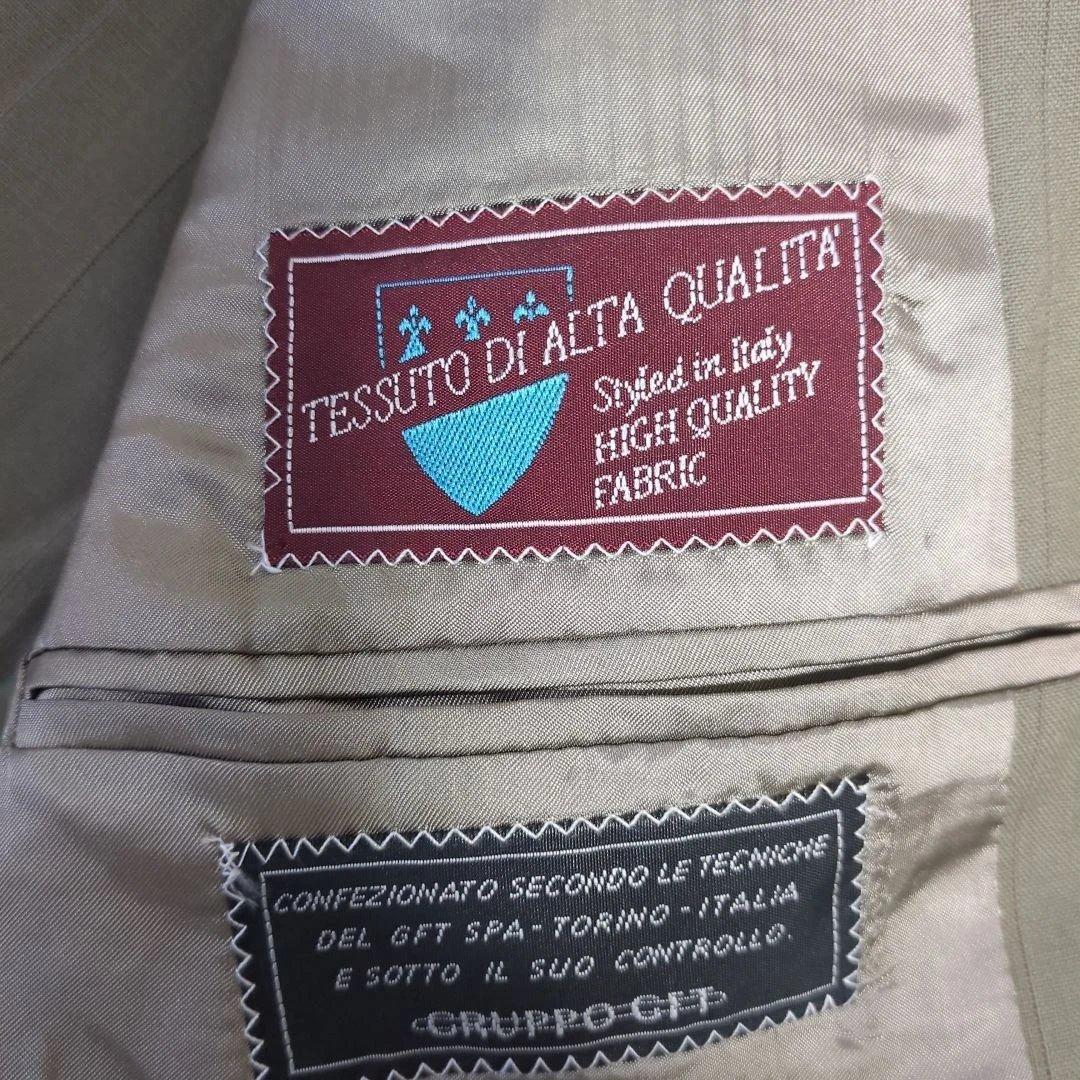 TESSUTO DI ALTA QUALITA'
Styled in Italy
HIGH QUALITY
FABRIC
CONFEZIONATO SECONDO LE TECNICHE
DEL GFT SPA - TORINO - ITALIA
E SOTTO IL SUO CONTROLLO.
GRUPPO GFT